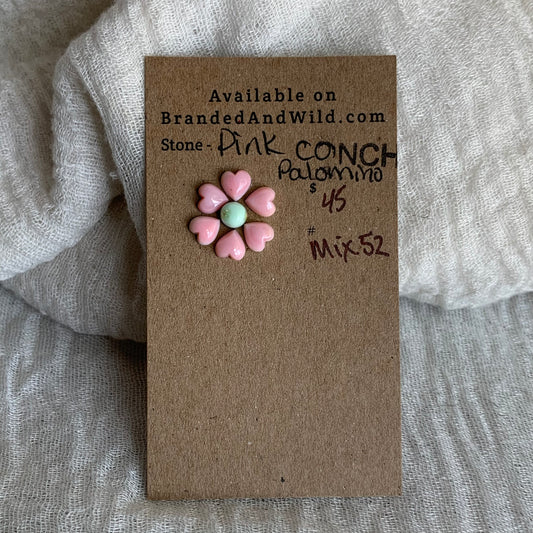 Available on
BrandedAndWild.com
Stone - Pink CONCH
Palomino
$ 45
#
Mix 52